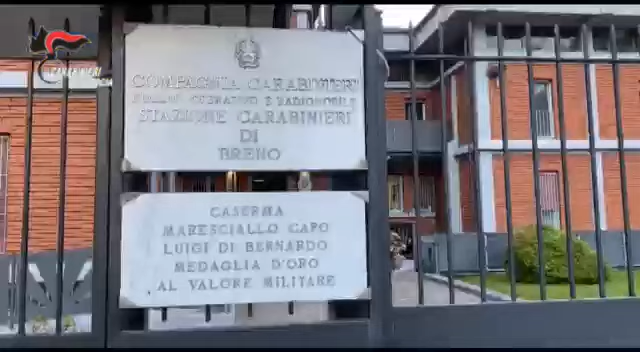 COMPAGNIA CARABINIERI
NUCLEO OPERATIVO E RADIOMOBILE
STAZIONE CARABINIERI
DI
BRENO
CASERMA
MARESCIALLO CAPO
LUIGI DI BERNARDO
MEDAGLIA D'ORO
AL VALORE MILITARE